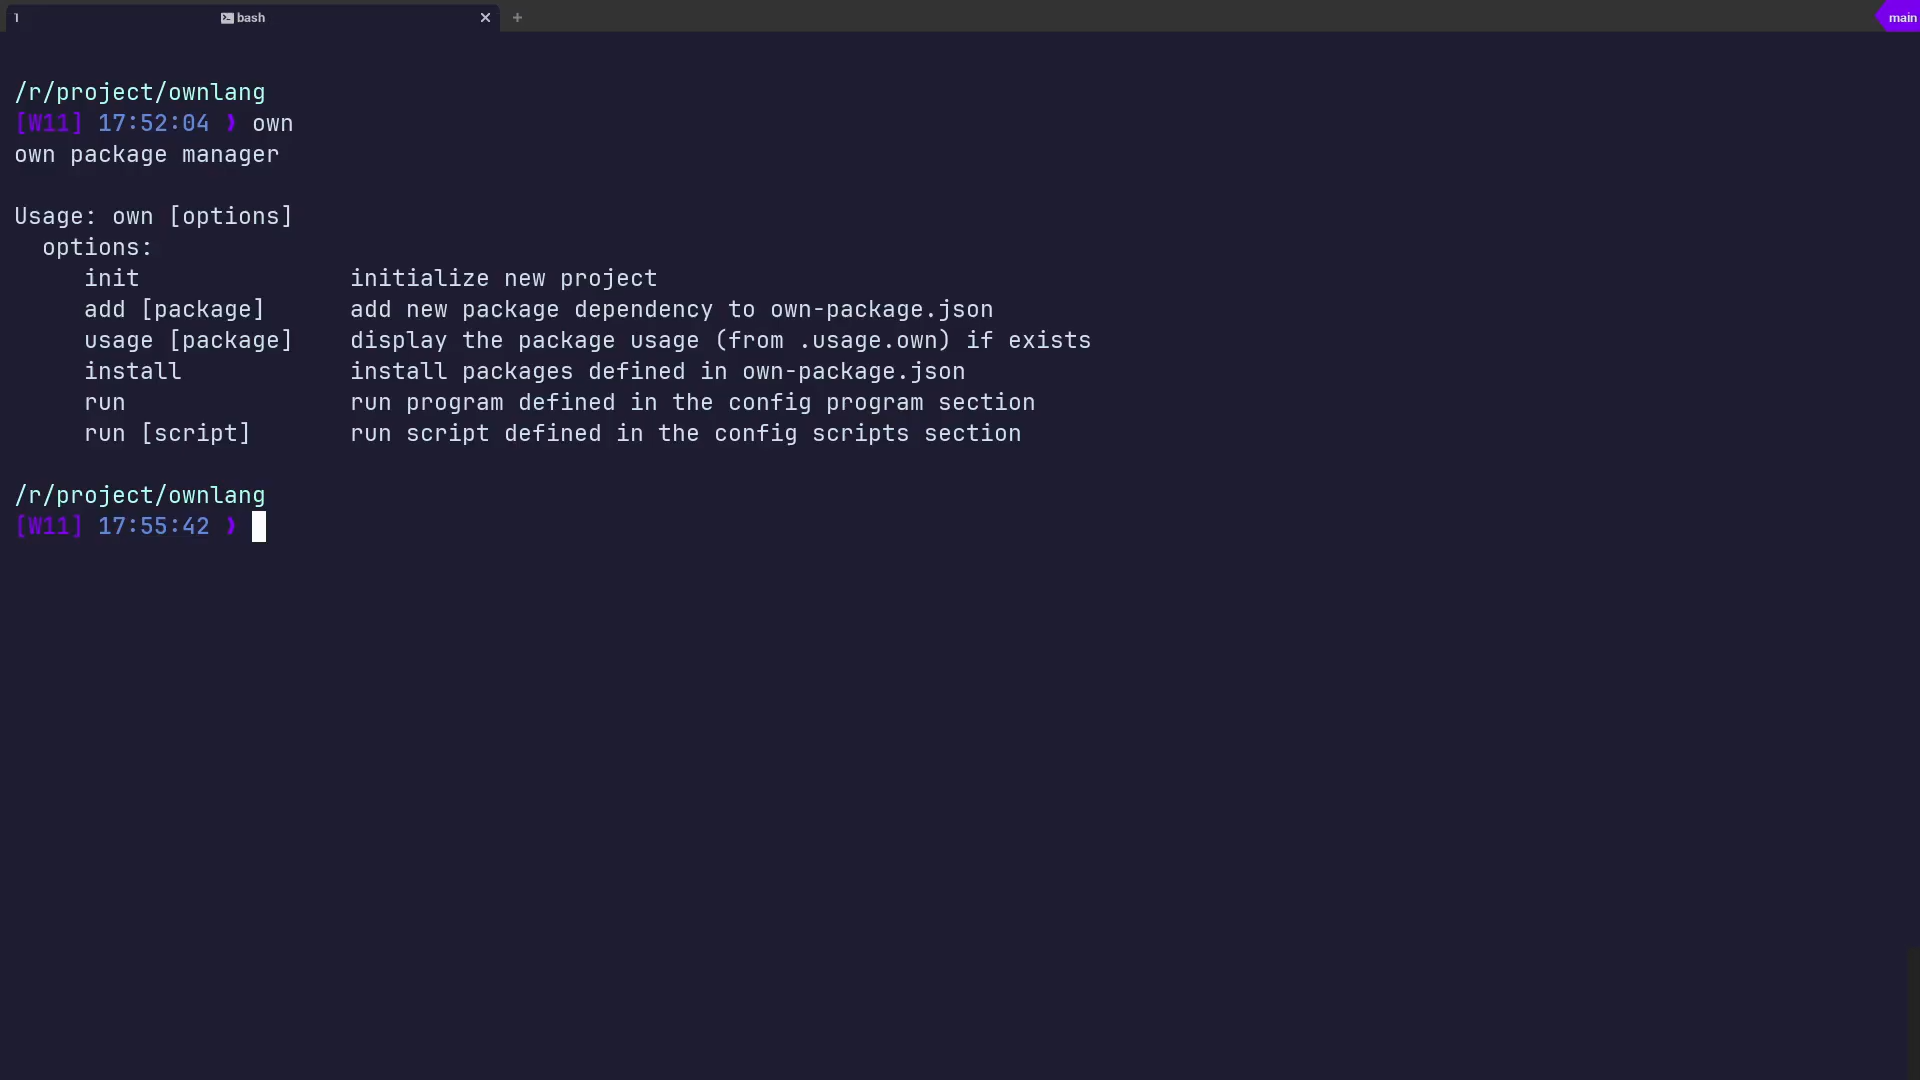 1 bash × +
main
/r/project/ownlang
[W11] 17:52:04 ❯ own
own package manager
Usage: own [options]
  options:
     init               initialize new project
     add [package]      add new package dependency to own-package.json
     usage [package]    display the package usage (from .usage.own) if exists
     install            install packages defined in own-package.json
     run                run program defined in the config program section
     run [script]       run script defined in the config scripts section
/r/project/ownlang
[W11] 17:55:42 ❯